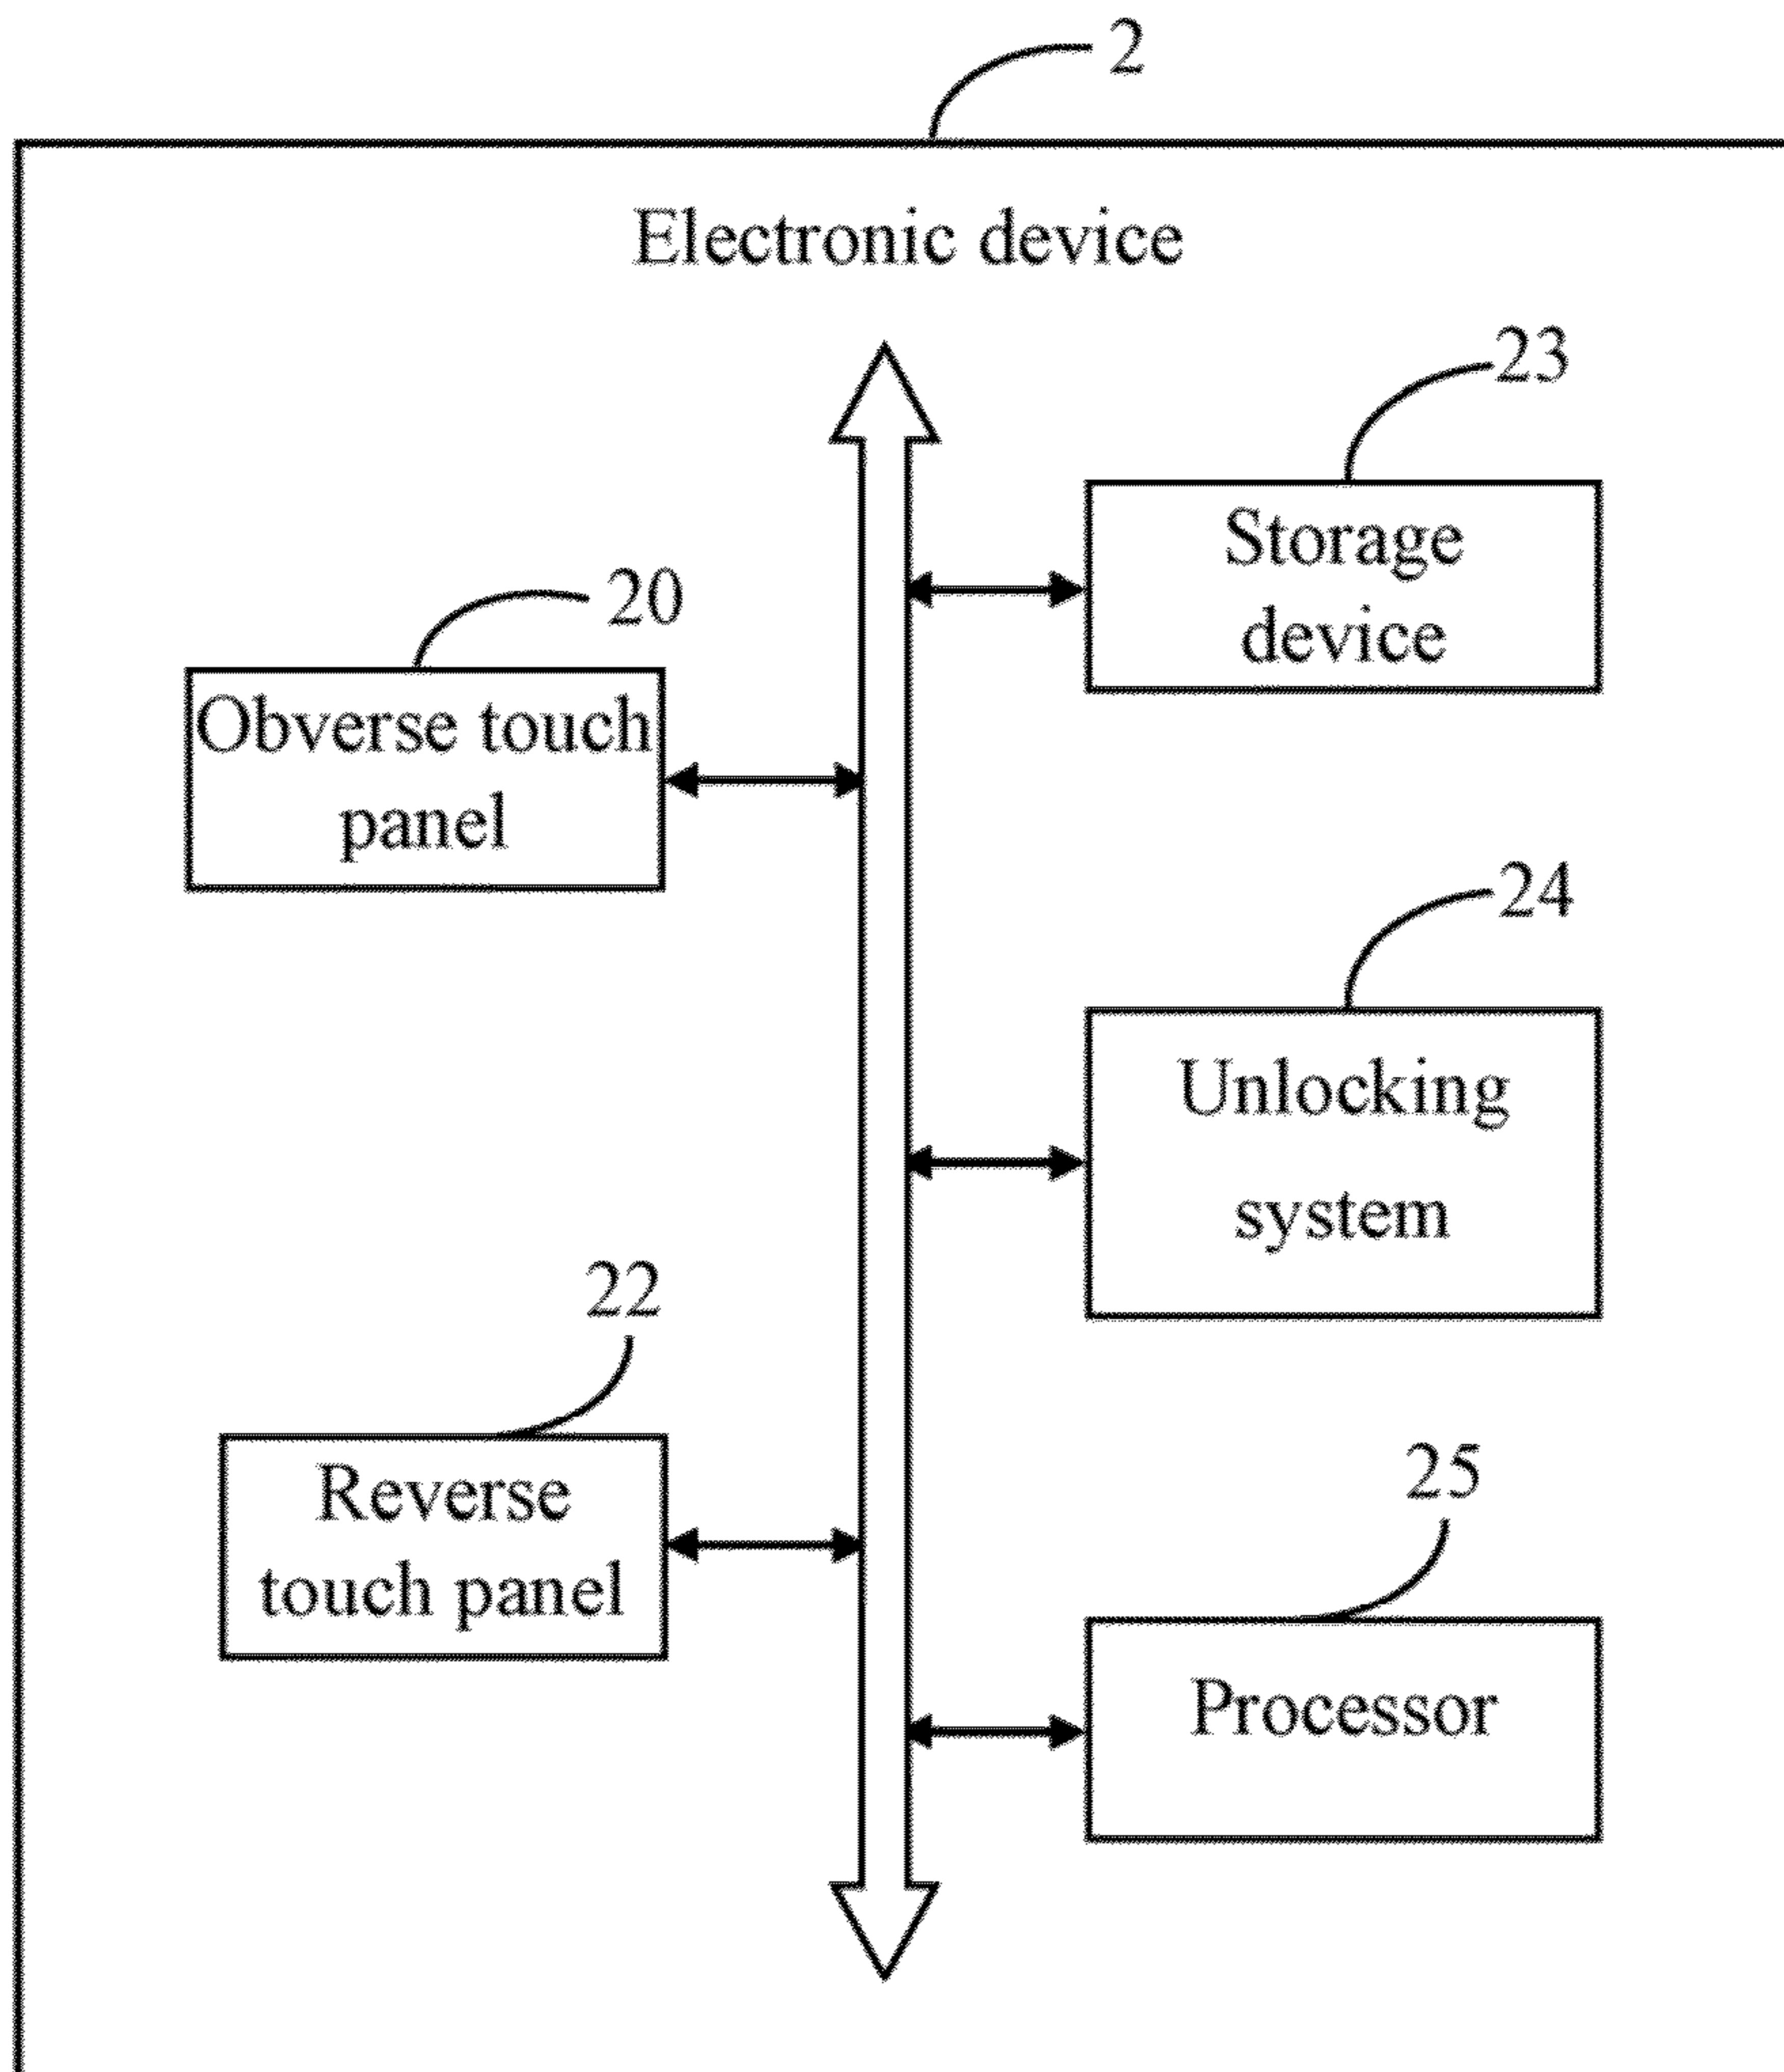 2
Electronic device
23
Storage
device
20
Obverse touch
panel
24
Unlocking
system
22
Reverse
touch panel
25
Processor